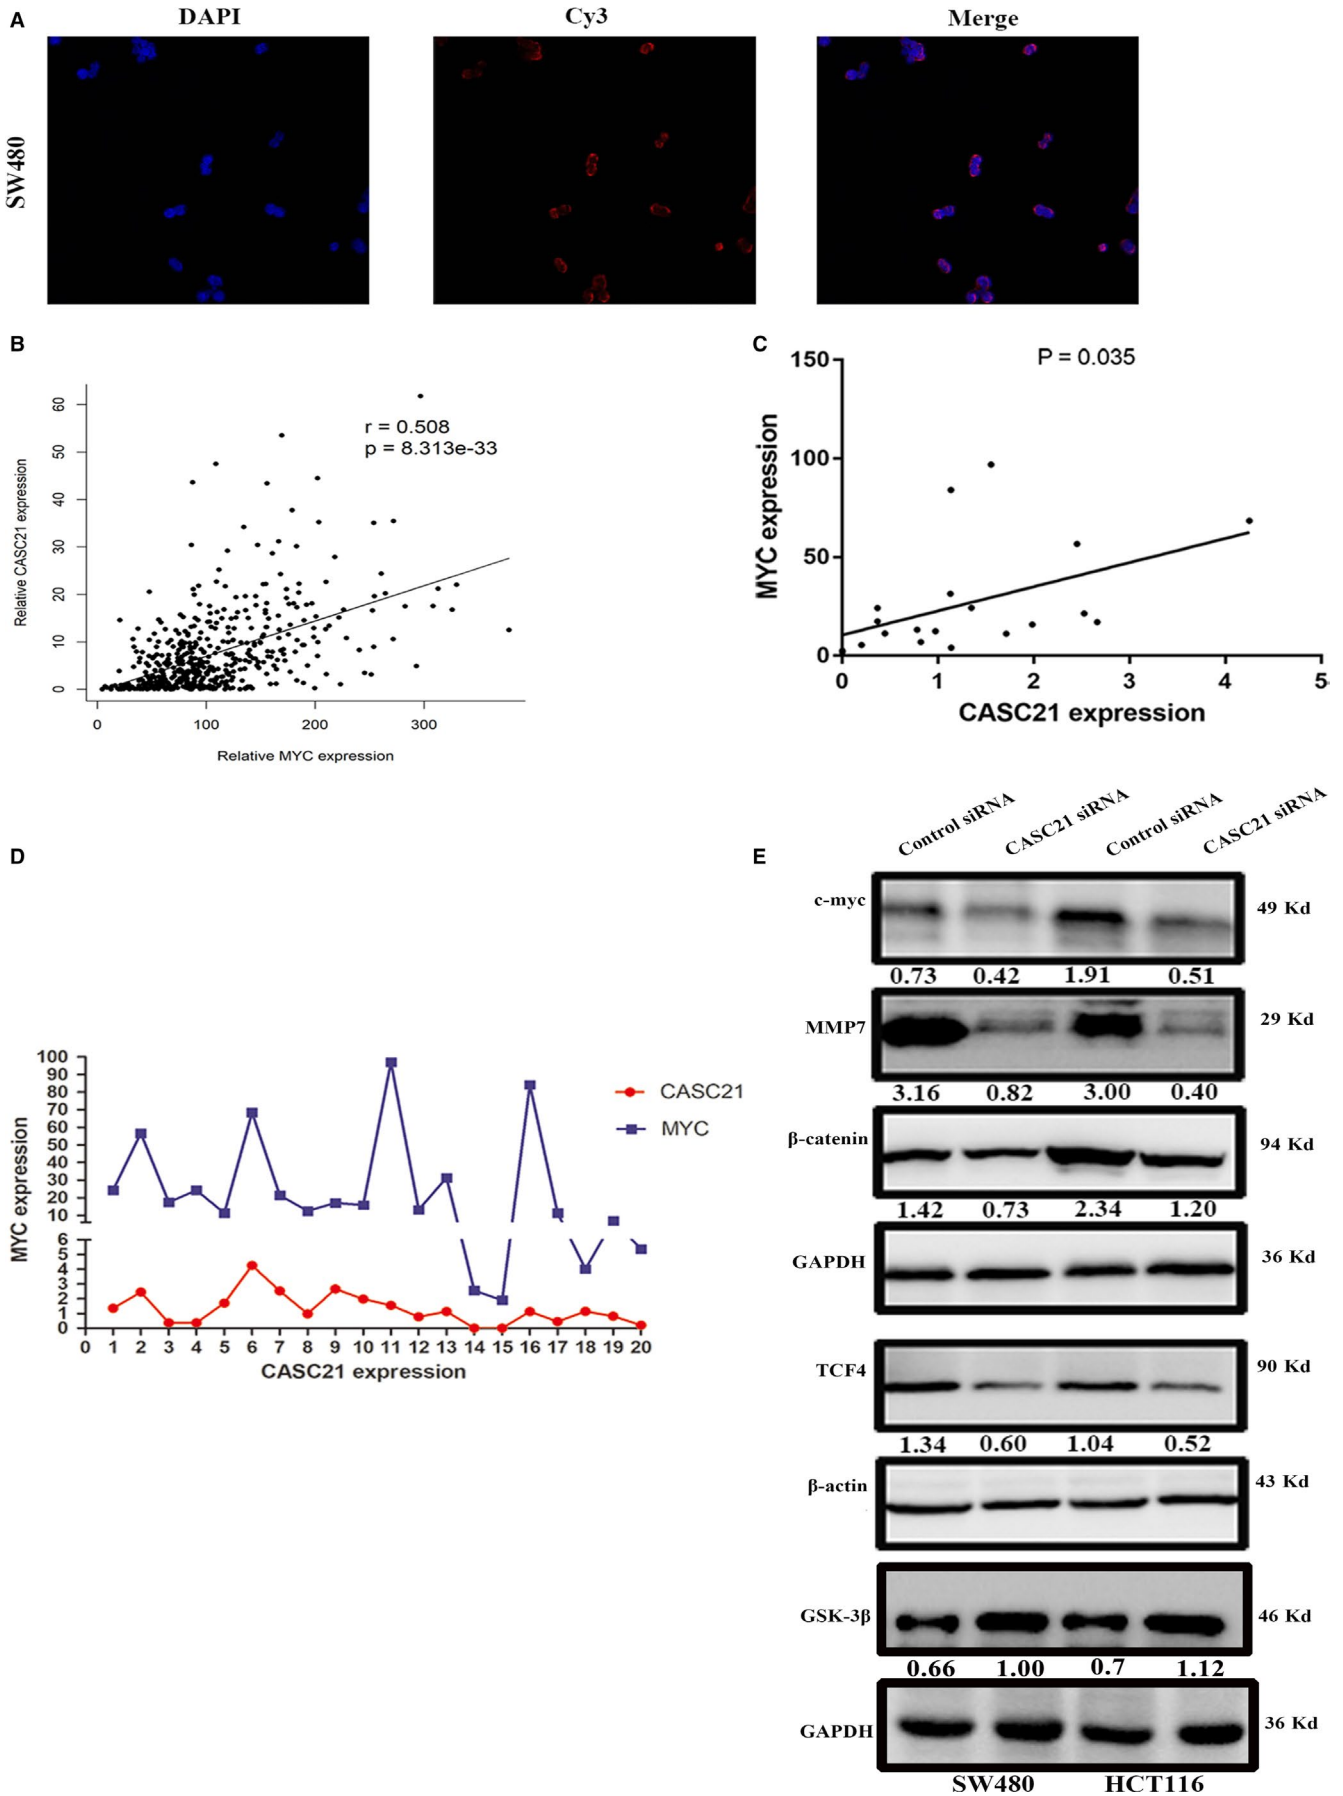 A
DAPI
Cy3
Merge
SW480
B
r = 0.508
p = 8.313e-33
Relative CASC21 expression
60
50
40
30
20
10
0
0 100 200 300
Relative MYC expression
C
P = 0.035
MYC expression
150
100
50
0
0 1 2 3 4 5
CASC21 expression
D
MYC expression
100
90
80
70
60
50
40
30
20
10
6
5
4
3
2
1
0
0 1 2 3 4 5 6 7 8 9 10 11 12 13 14 15 16 17 18 19 20
CASC21 expression
CASC21
MYC
E
Control siRNA CASC21 siRNA Control siRNA CASC21 siRNA
c-myc 49 Kd
0.73 0.42 1.91 0.51
MMP7 29 Kd
3.16 0.82 3.00 0.40
β-catenin 94 Kd
1.42 0.73 2.34 1.20
GAPDH 36 Kd
TCF4 90 Kd
1.34 0.60 1.04 0.52
β-actin 43 Kd
GSK-3β 46 Kd
0.66 1.00 0.7 1.12
GAPDH 36 Kd
SW480 HCT116